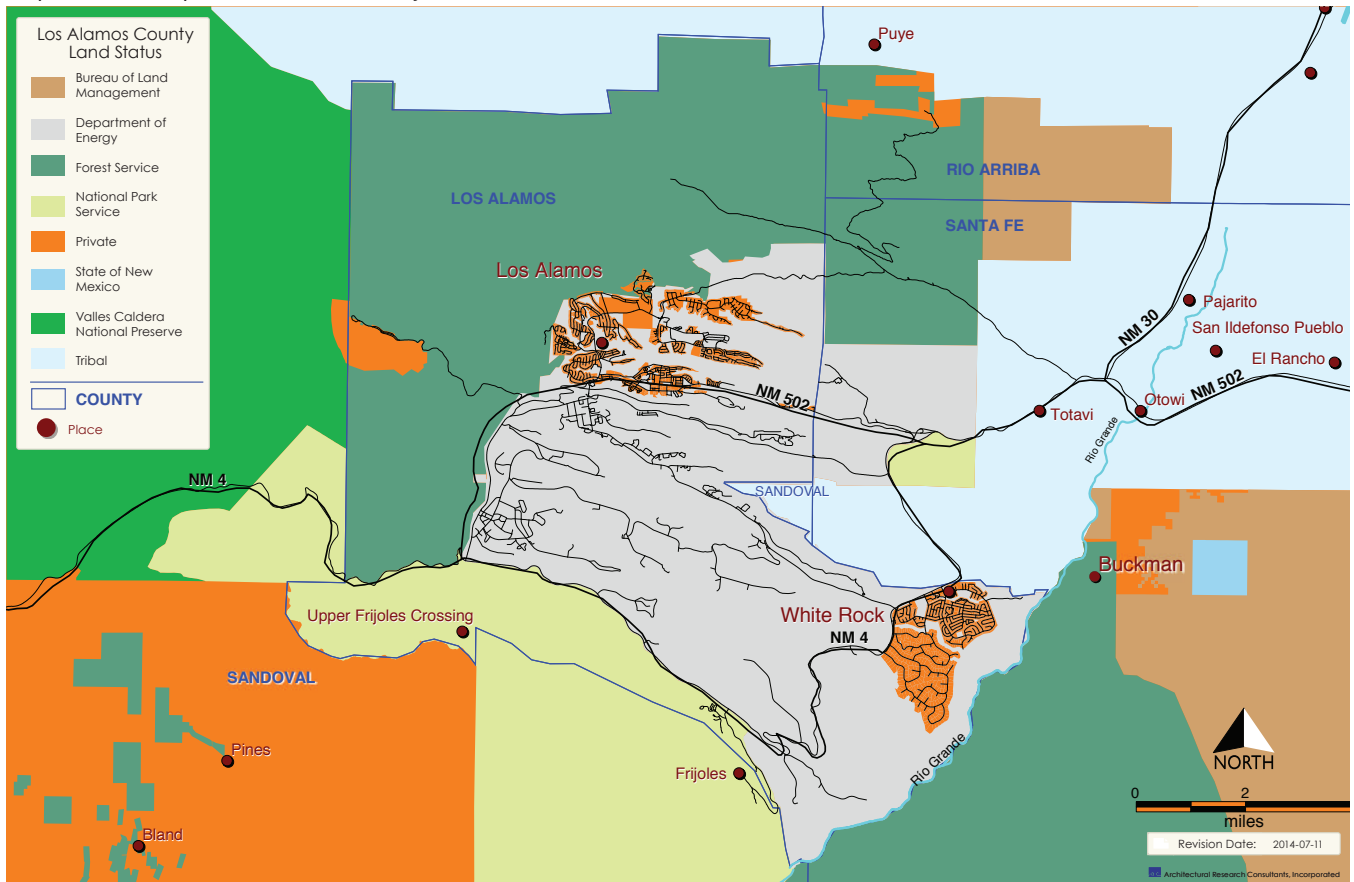 Los Alamos County
Land Status
Bureau of Land
Management
Department of
Energy
Forest Service
National Park
Service
Private
State of New
Mexico
Valles Caldera
National Preserve
Tribal
COUNTY
Place
Puye
RIO ARRIBA
LOS ALAMOS
SANTA FE
Los Alamos
Pajarito
NM 30
San Ildefonso Pueblo
El Rancho
NM 502
NM 502
Otowi
Totavi
Rio Grande
NM 4
SANDOVAL
Buckman
Upper Frijoles Crossing
White Rock
NM 4
SANDOVAL
Pines
Rio Grande
Frijoles
NORTH
0 2
miles
Bland
Revision Date: 2014-07-11
Architectural Research Consultants, Incorporated